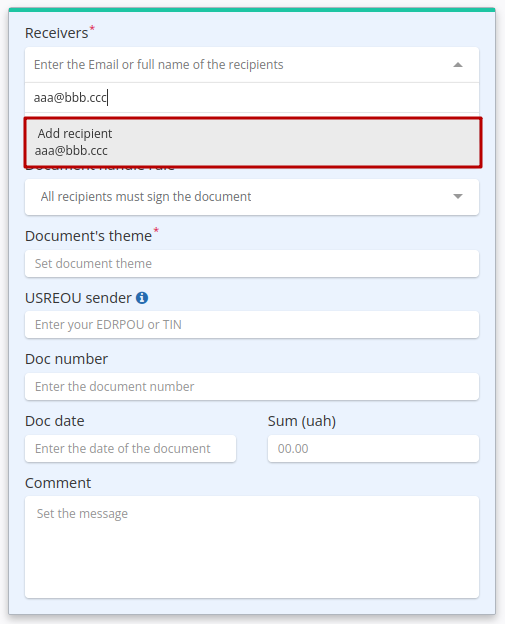 Receivers*
Enter the Email or full name of the recipients
aaa@bbb.ccc
Add recipient
aaa@bbb.ccc
Document handle rule
All recipients must sign the document
Document's theme*
Set document theme
USREOU sender
Enter your EDRPOU or TIN
Doc number
Enter the document number
Doc date
Sum (uah)
Enter the date of the document
00.00
Comment
Set the message